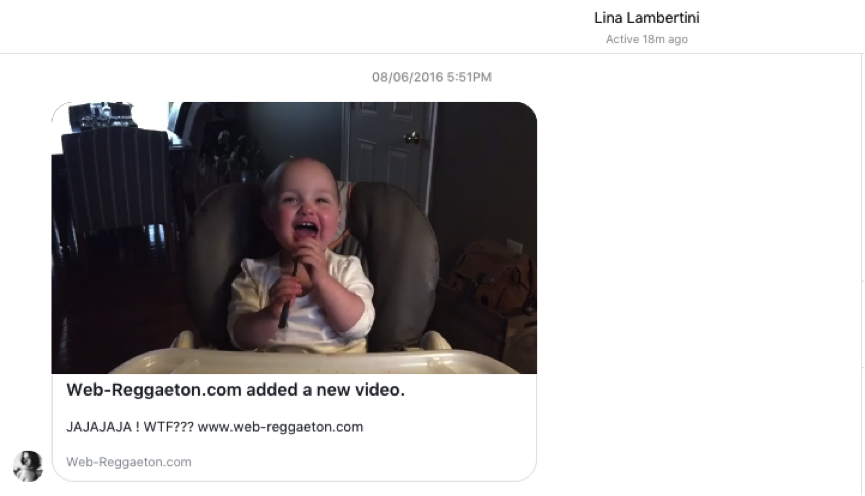 Lina Lambertini
Active 18m ago
08/06/2016 5:51PM
Web-Reggaeton.com added a new video.
JAJAJAJA ! WTF??? www.web-reggaeton.com
Web-Reggaeton.com